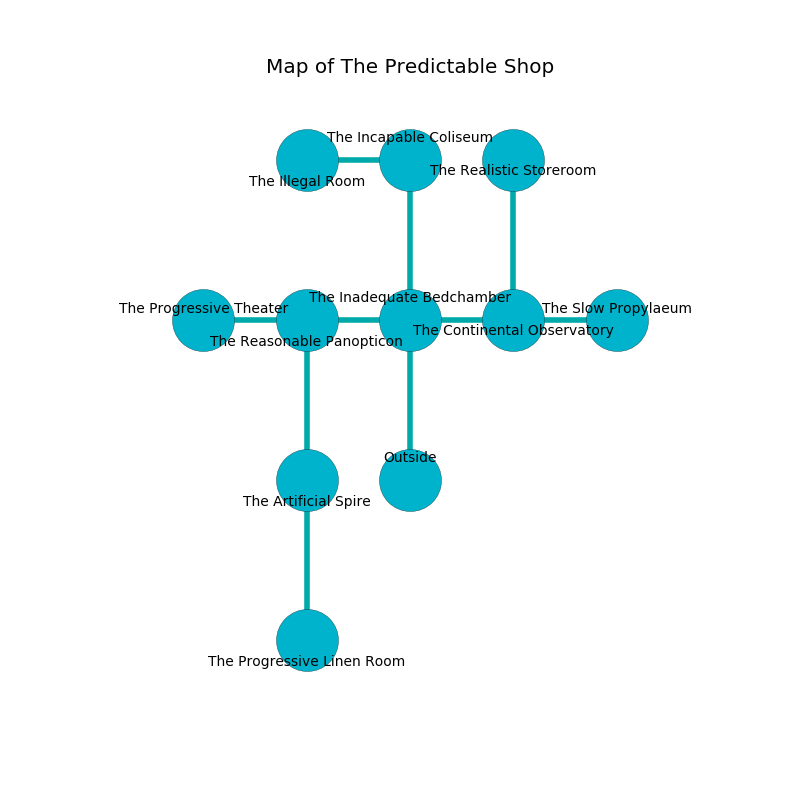 Map of The Predictable Shop
The Incapable Coliseum
The Realistic Storeroom
The Illegal Room
The Inadequate Bedchamber
The Progressive Theater
The Slow Propylaeum
The Continental Observatory
The Reasonable Panopticon
Outside
The Artificial Spire
The Progressive Linen Room